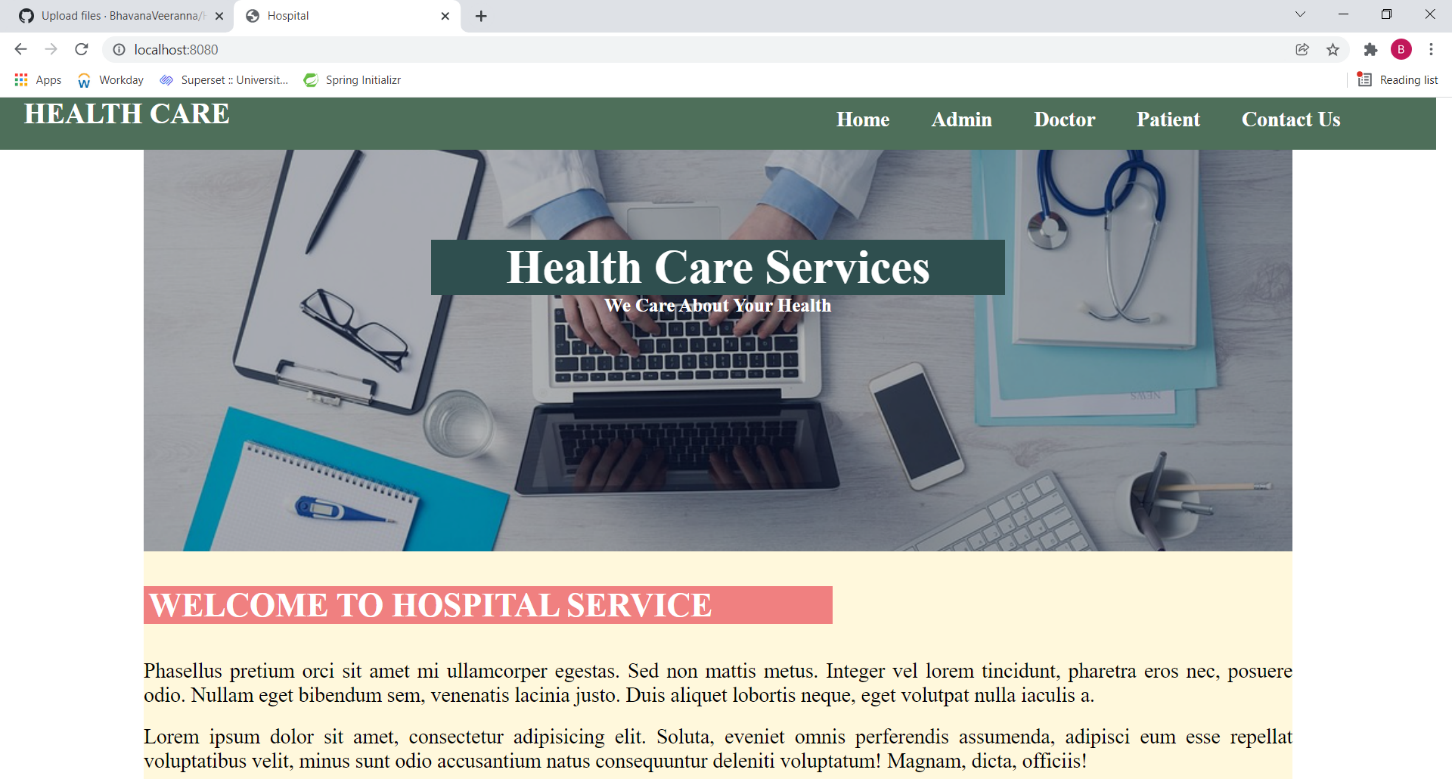 Upload files · BhavanaVeeranna/
Hospital
localhost:8080
B
Apps
Workday
Superset :: Universit...
Spring Initializr
Reading list
HEALTH CARE
Home Admin Doctor Patient Contact Us
Health Care Services
We Care About Your Health
NEWS
WELCOME TO HOSPITAL SERVICE
Phasellus pretium orci sit amet mi ullamcorper egestas. Sed non mattis metus. Integer vel lorem tincidunt, pharetra eros nec, posuere
odio. Nullam eget bibendum sem, venenatis lacinia justo. Duis aliquet lobortis neque, eget volutpat nulla iaculis a.
Lorem ipsum dolor sit amet, consectetur adipisicing elit. Soluta, eveniet omnis perferendis assumenda, adipisci eum esse repellat
voluptatibus velit, minus sunt odio accusantium natus consequuntur deleniti voluptatum! Magnam, dicta, officiis!